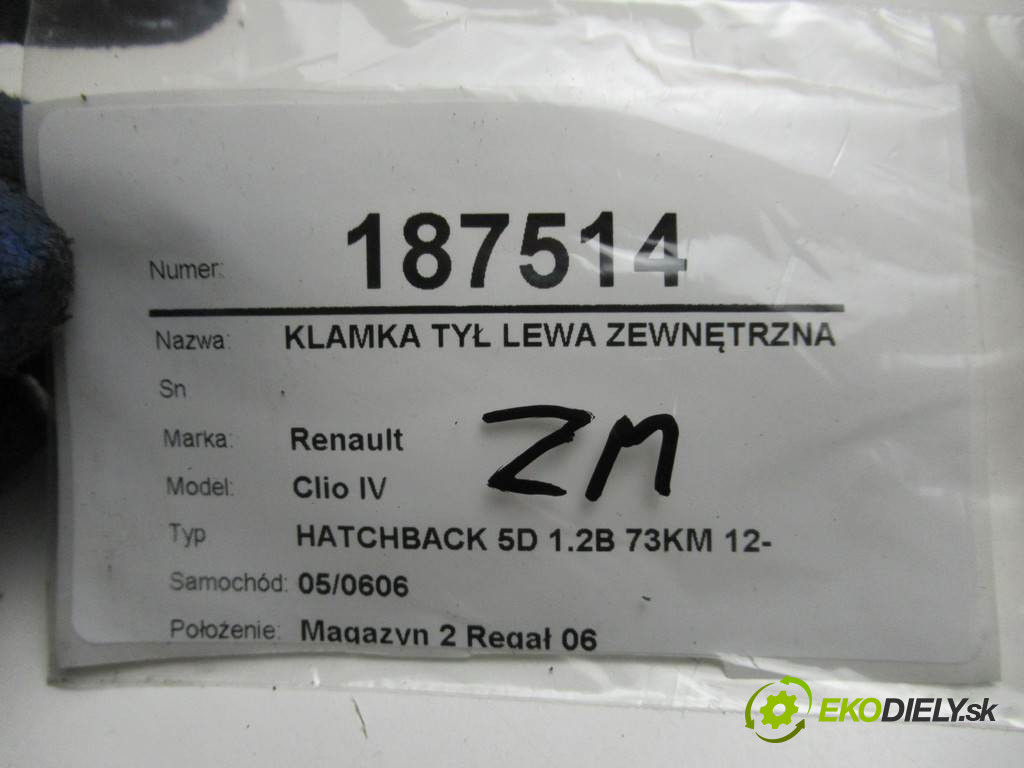 Numer: 187514
Nazwa: KLAMKA TYŁ LEWA ZEWNĘTRZNA
Sn
Marka: Renault
ZM
Model: Clio IV
Typ HATCHBACK 5D 1.2B 73KM 12-
Samochód: 05/0606
Położenie: Magazyn 2 Regał 06
EKODIELY.sk